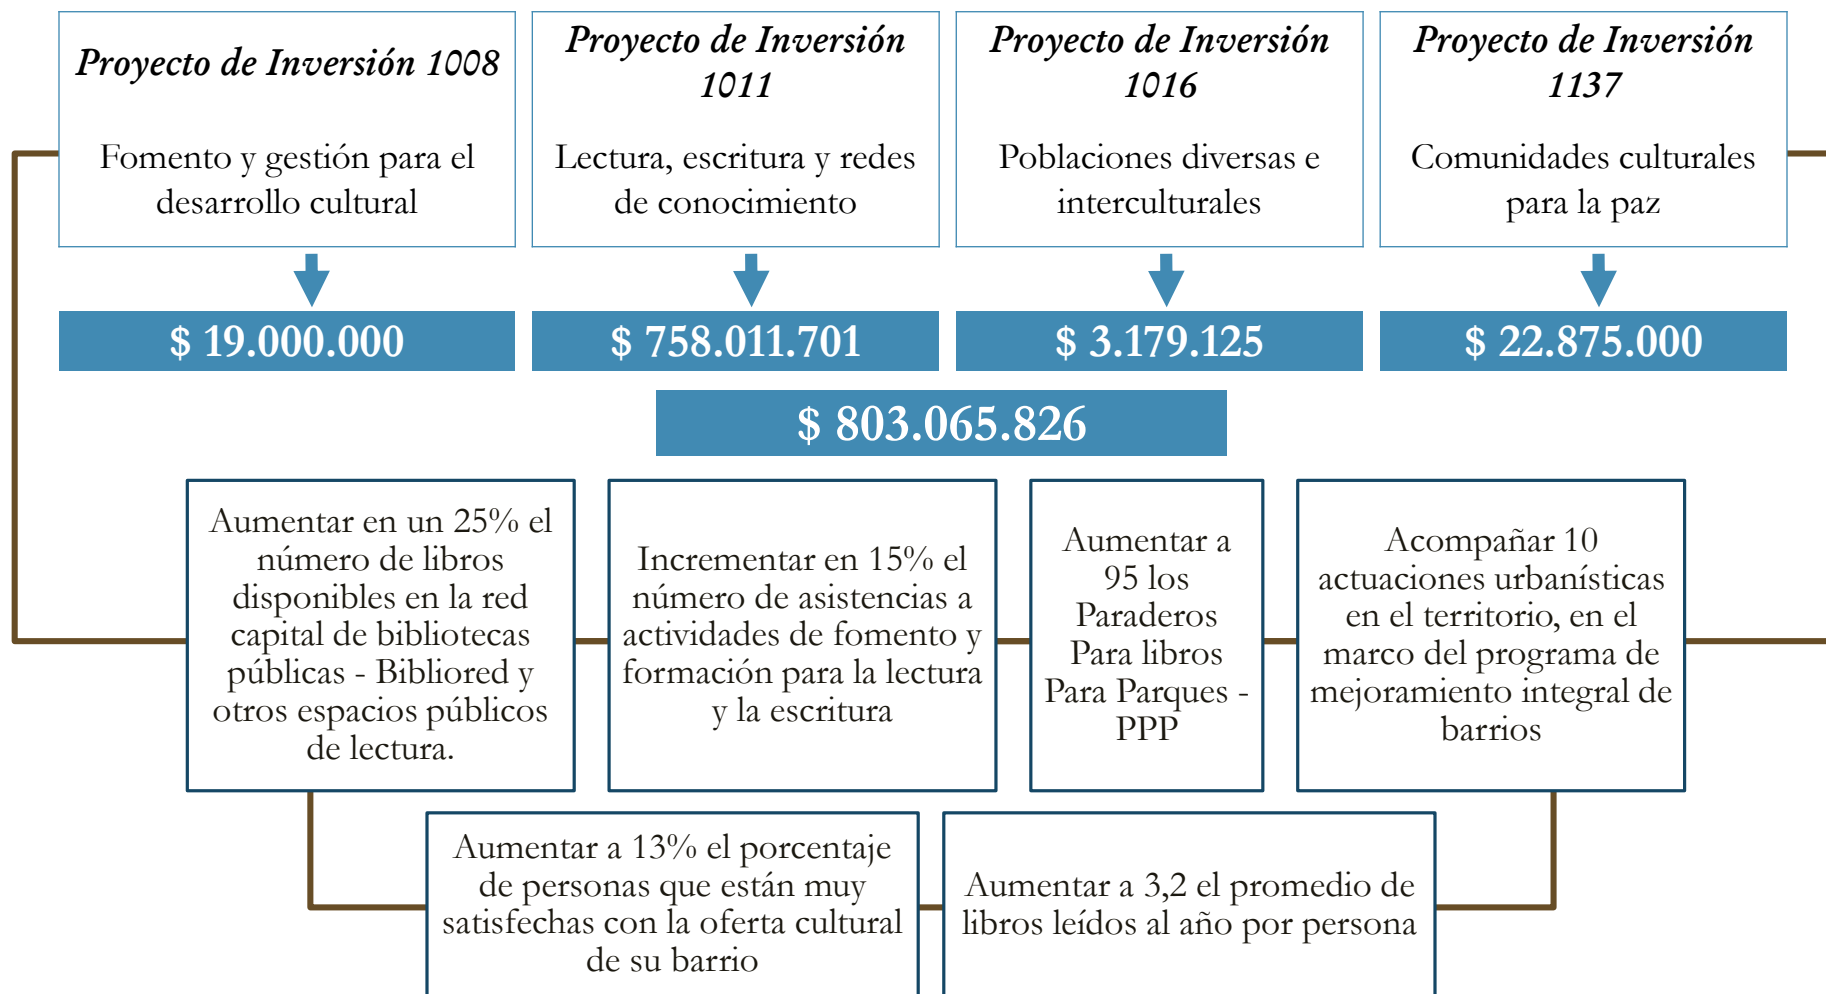 Proyecto de Inversión 1008
Fomento y gestión para el
desarrollo cultural
Proyecto de Inversión
1011
Lectura, escritura y redes
de conocimiento
Proyecto de Inversión
1016
Poblaciones diversas e
interculturales
Proyecto de Inversión
1137
Comunidades culturales
para la paz
$ 19.000.000
$ 758.011.701
$ 3.179.125
$ 22.875.000
$ 803.065.826
Aumentar en un 25% el
número de libros
disponibles en la red
capital de bibliotecas
públicas - Bibliored y
otros espacios públicos
de lectura.
Incrementar en 15% el
número de asistencias a
actividades de fomento y
formación para la lectura
y la escritura
Aumentar a
95 los
Paraderos
Para libros
Para Parques -
PPP
Acompañar 10
actuaciones urbanísticas
en el territorio, en el
marco del programa de
mejoramiento integral de
barrios
Aumentar a 13% el porcentaje
de personas que están muy
satisfechas con la oferta cultural
de su barrio
Aumentar a 3,2 el promedio de
libros leídos al año por persona